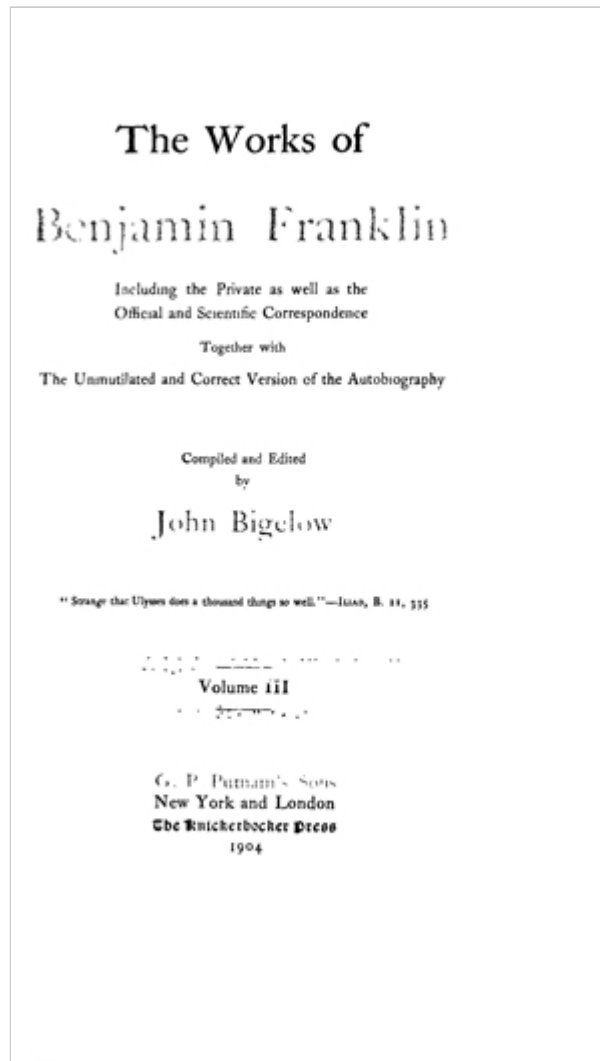 The Works of
Benjamin Franklin
Including the Private as well as the
Official and Scientific Correspondence
Together with
The Unmutilated and Correct Version of the Autobiography
Compiled and Edited
by
John Bigelow
"Strange that Ulysses does a thousand things so well."—ILIAD, B. 11, 335
Volume III
G. P. Putnam's Sons
New York and London
The Knickerbocker Press
1904